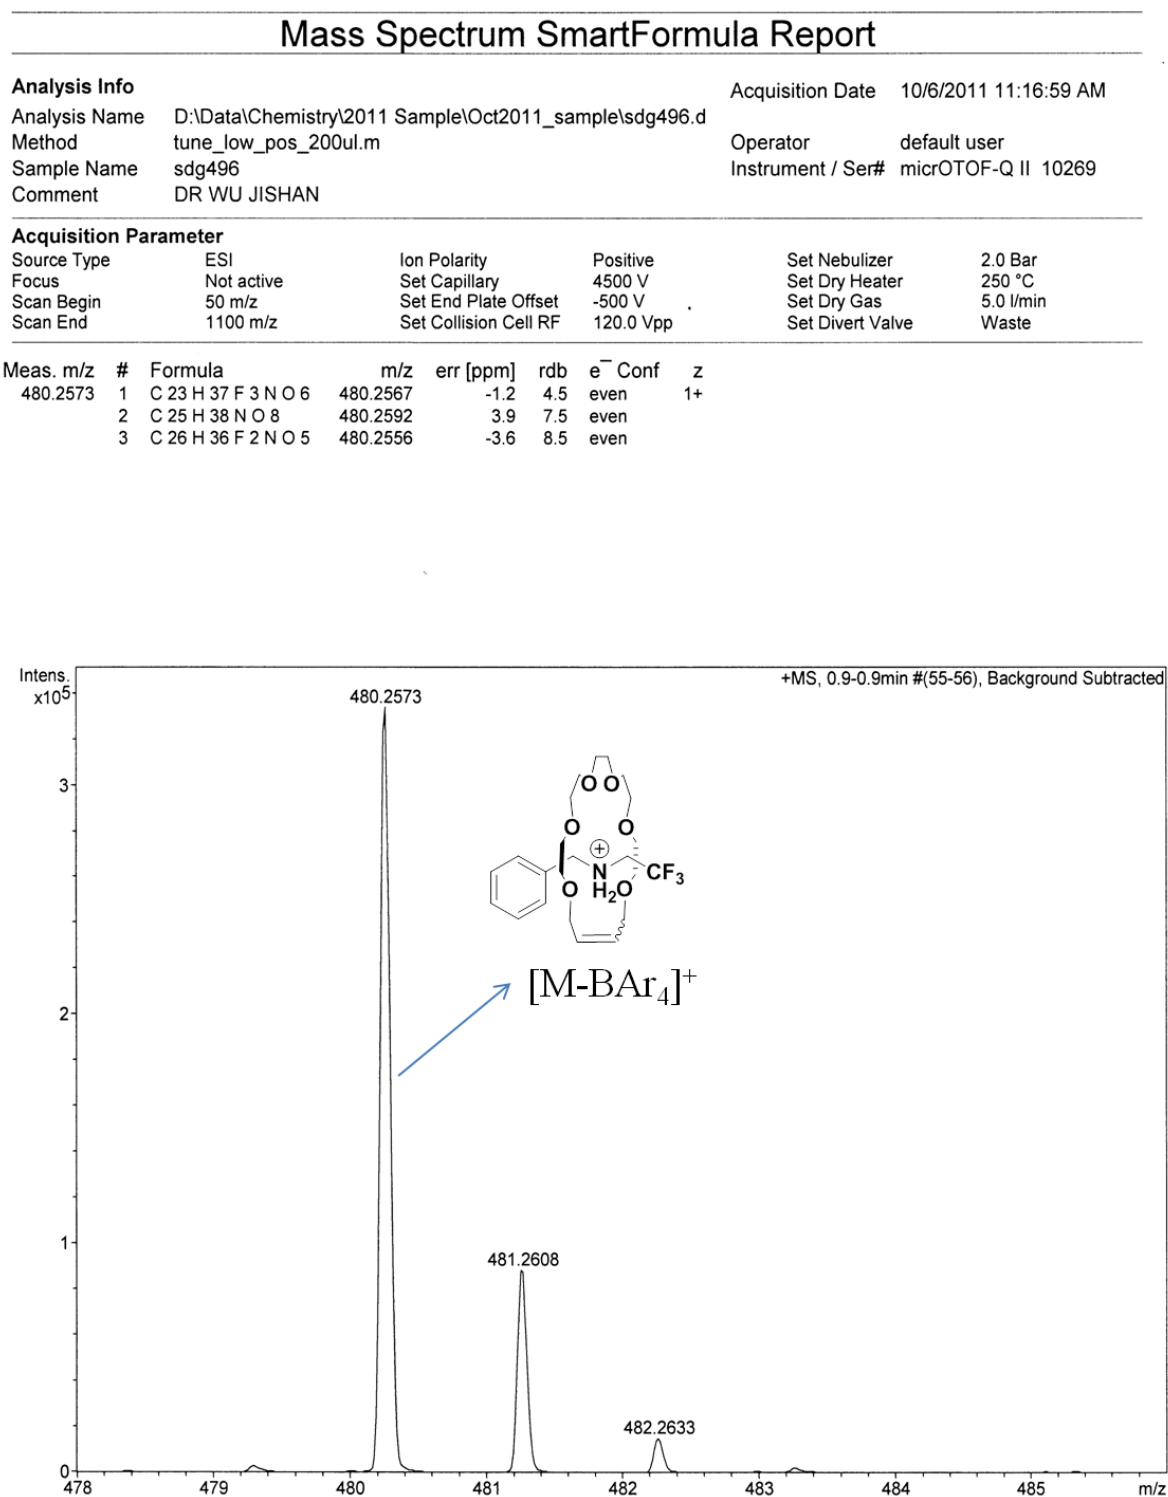 Mass Spectrum SmartFormula Report
Analysis Info
Acquisition Date 10/6/2011 11:16:59 AM
Analysis Name D:\Data\Chemistry\2011 Sample\Oct2011_sample\sdg496.d
Method tune_low_pos_200ul.m Operator default user
Sample Name sdg496 Instrument / Ser# micrOTOF-Q II 10269
Comment DR WU JISHAN
Acquisition Parameter
Source Type ESI Ion Polarity Positive Set Nebulizer 2.0 Bar
Focus Not active Set Capillary 4500 V Set Dry Heater 250 °C
Scan Begin 50 m/z Set End Plate Offset -500 V Set Dry Gas 5.0 l/min
Scan End 1100 m/z Set Collision Cell RF 120.0 Vpp Set Divert Valve Waste
Meas. m/z # Formula m/z err [ppm] rdb e⁻ Conf z
480.2573 1 C 23 H 37 F 3 N O 6 480.2567 -1.2 4.5 even 1+
2 C 25 H 38 N O 8 480.2592 3.9 7.5 even
3 C 26 H 36 F 2 N O 5 480.2556 -3.6 8.5 even
Intens.
x10⁵
+MS, 0.9-0.9min #(55-56), Background Subtracted
480.2573
3
O O
O O
+
N CF₃
O H₂O
[M-BAr₄]⁺
2
1
481.2608
482.2633
0
478 479 480 481 482 483 484 485 m/z